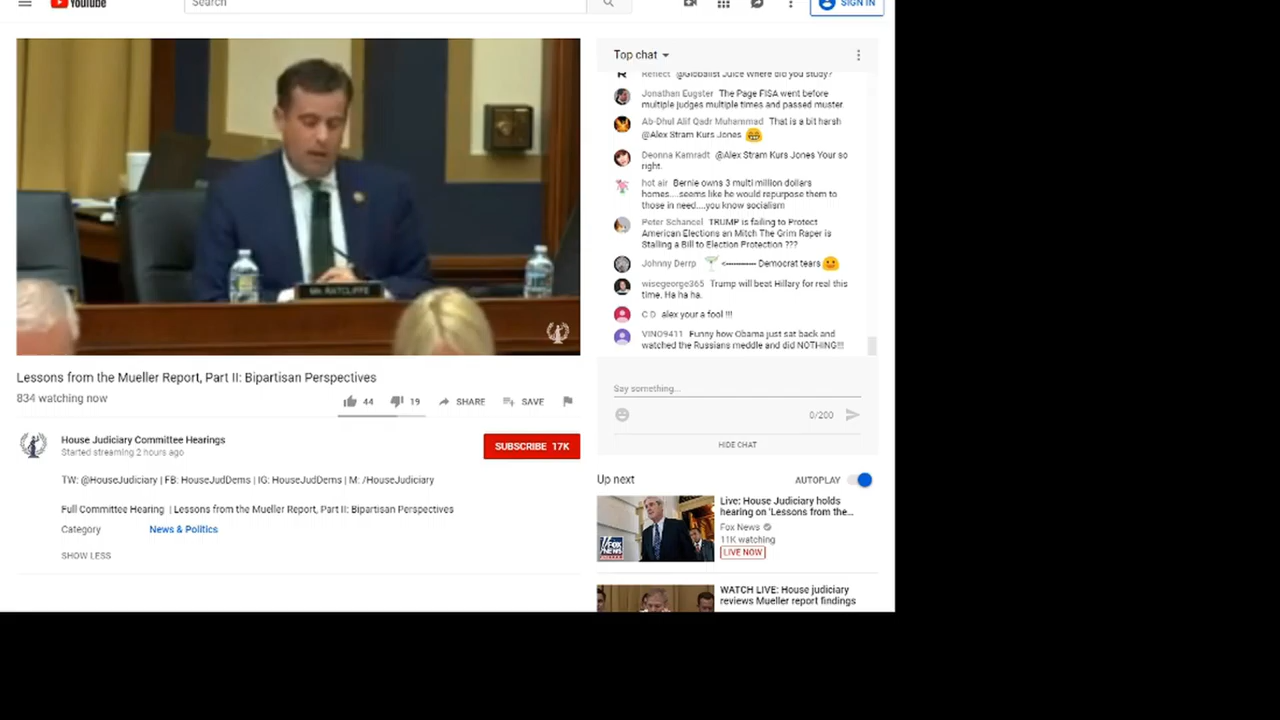 YouTube
Search
SIGN IN
MR. RATCLIFFE
Lessons from the Mueller Report, Part II: Bipartisan Perspectives
834 watching now
44
19
SHARE
SAVE
House Judiciary Committee Hearings
Started streaming 2 hours ago
SUBSCRIBE 17K
TW: @HouseJudiciary | FB: HouseJudDems | IG: HouseJudDems | M: /HouseJudiciary
Full Committee Hearing | Lessons from the Mueller Report, Part II: Bipartisan Perspectives
Category
News & Politics
SHOW LESS
Top chat
Reflect @Globalist Juice where did you study?
Jonathan Eugster The Page FISA went before
multiple judges multiple times and passed muster
Ab-Dhul Alif Qadr Muhammad That is a bit harsh
@Alex Stram Kurs Jones
Deonna Kamradt @Alex Stram Kurs Jones Your so
right.
hot air Bernie owns 3 multi million dollars
homes....seems like he would repurpose them to
those in need....you know socialism
Peter Schancel TRUMP is failing to Protect
American Elections an Mitch The Grim Raper is
Stalling a Bill to Election Protection ???
Johnny Derrp <----------- Democrat tears
wisegeorge365 Trump will beat Hillary for real this
time. Ha ha ha.
C D alex your a fool !!!
VINO9411 Funny how Obama just sat back and
watched the Russians meddle and did NOTHING!!!
Say something...
0/200
HIDE CHAT
Up next
AUTOPLAY
FOX NEWS
Live: House Judiciary holds
hearing on 'Lessons from the...
Fox News
11K watching
LIVE NOW
WATCH LIVE: House judiciary
reviews Mueller report findings